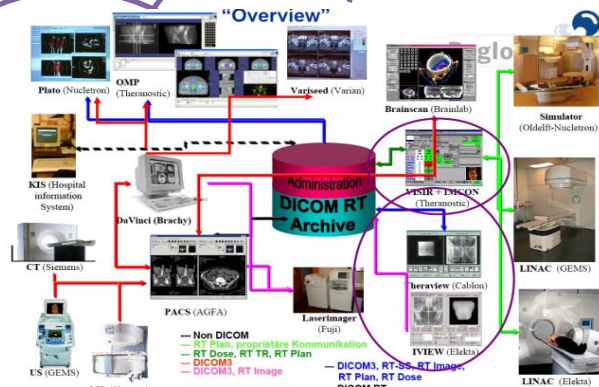 “Overview”
Plato (Nucletron)
OMP
(Theranostic)
Variseed (Varian)
Brainscan (Brainlab)
Simulator
(Oldelft-Nucletron)
KIS (Hospital
information
System)
DaVinci (Brachy)
Administration
DICOM RT
Archive
VISIR + IMCON
(Theranostic)
LINAC (GEMS)
CT (Siemens)
PACS (AGFA)
Laserimager
(Fuji)
Theraview (Cablon)
US (GEMS)
IVIEW (Elekta)
LINAC (Elekta)
--- Non DICOM
— RT Plan, proprietäre Kommunikation
— RT Dose, RT TR, RT Plan
— DICOM3
— DICOM3, RT Image
— DICOM3, RT-SS, RT Image,
RT Plan, RT Dose
DICOM RT